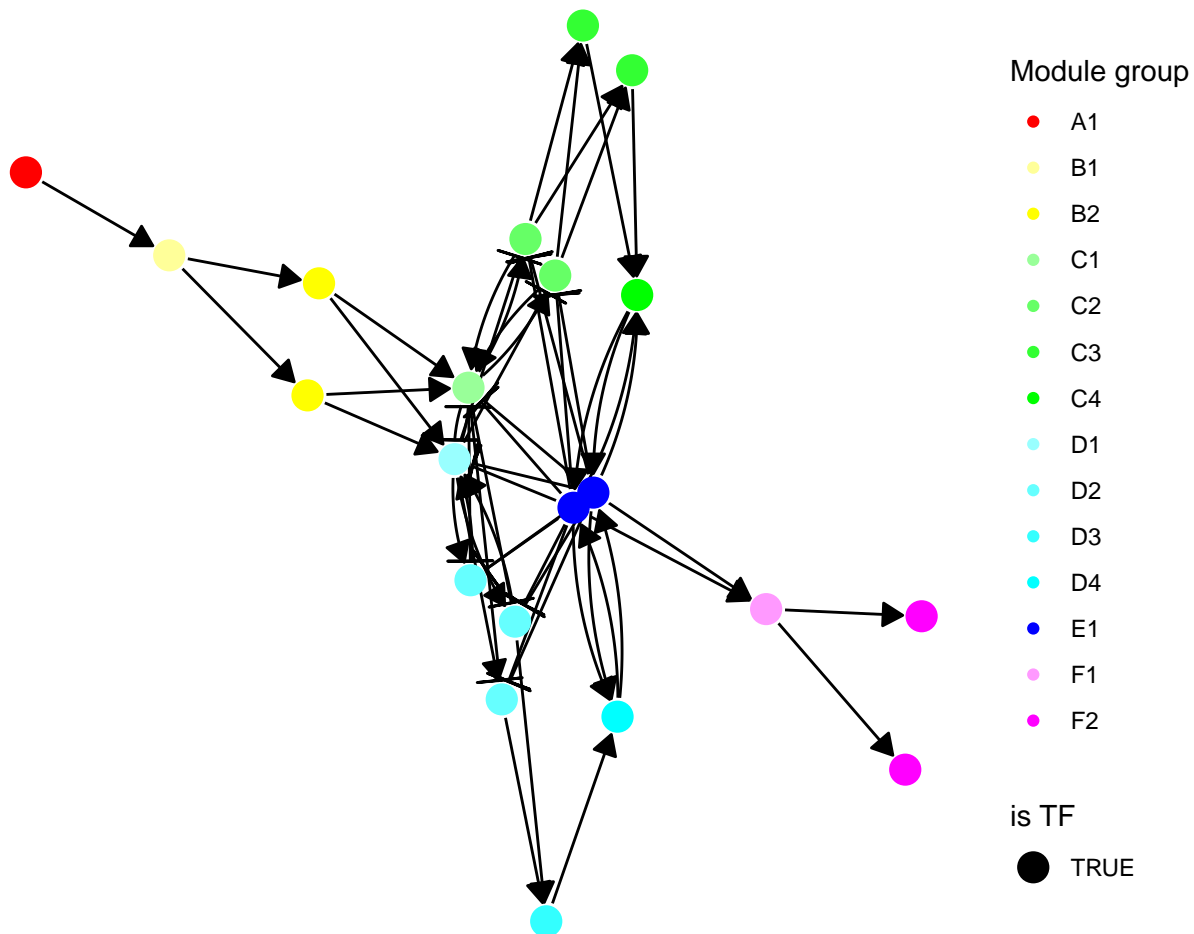 Module group
A1
B1
B2
C1
C2
C3
C4
D1
D2
D3
D4
E1
F1
F2
is TF
TRUE